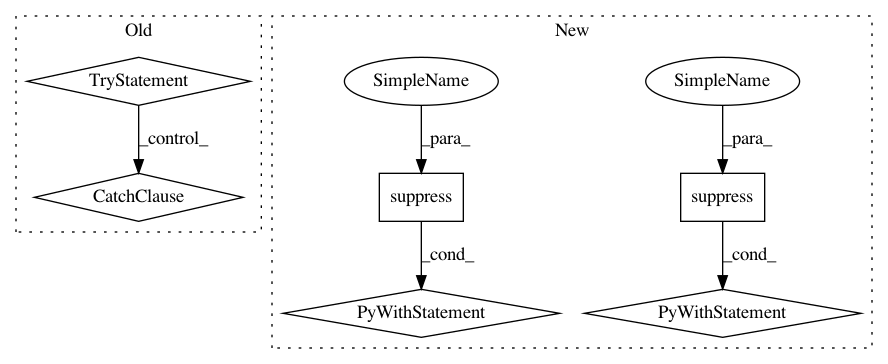 Old
New
TryStatement
SimpleName
SimpleName
_control_
_para_
_para_
CatchClause
suppress
suppress
_cond_
_cond_
PyWithStatement
PyWithStatement